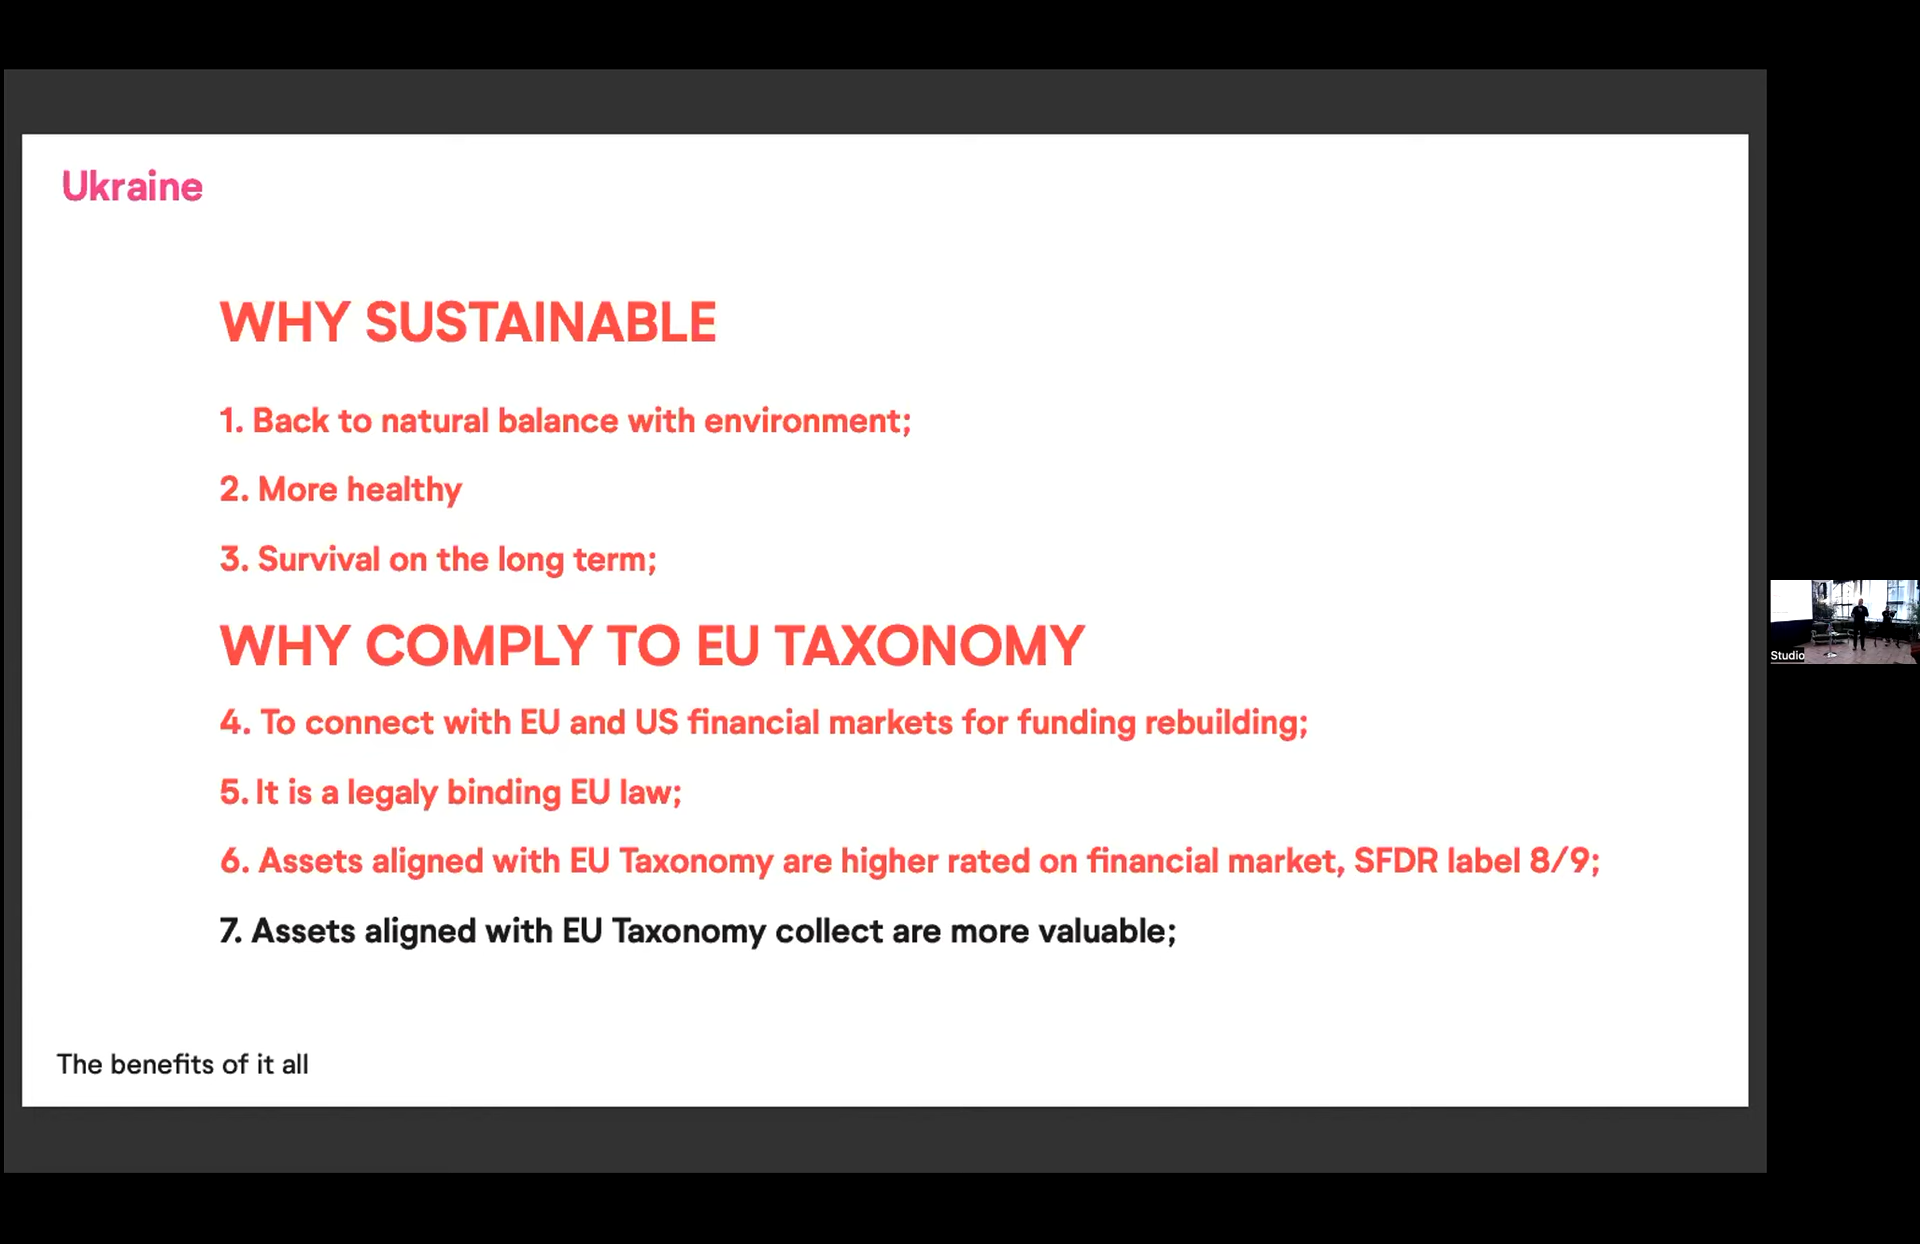 Ukraine
WHY SUSTAINABLE
1. Back to natural balance with environment;
2. More healthy
3. Survival on the long term;
WHY COMPLY TO EU TAXONOMY
4. To connect with EU and US financial markets for funding rebuilding;
5. It is a legaly binding EU law;
6. Assets aligned with EU Taxonomy are higher rated on financial market, SFDR label 8/9;
7. Assets aligned with EU Taxonomy collect are more valuable;
The benefits of it all
Studio